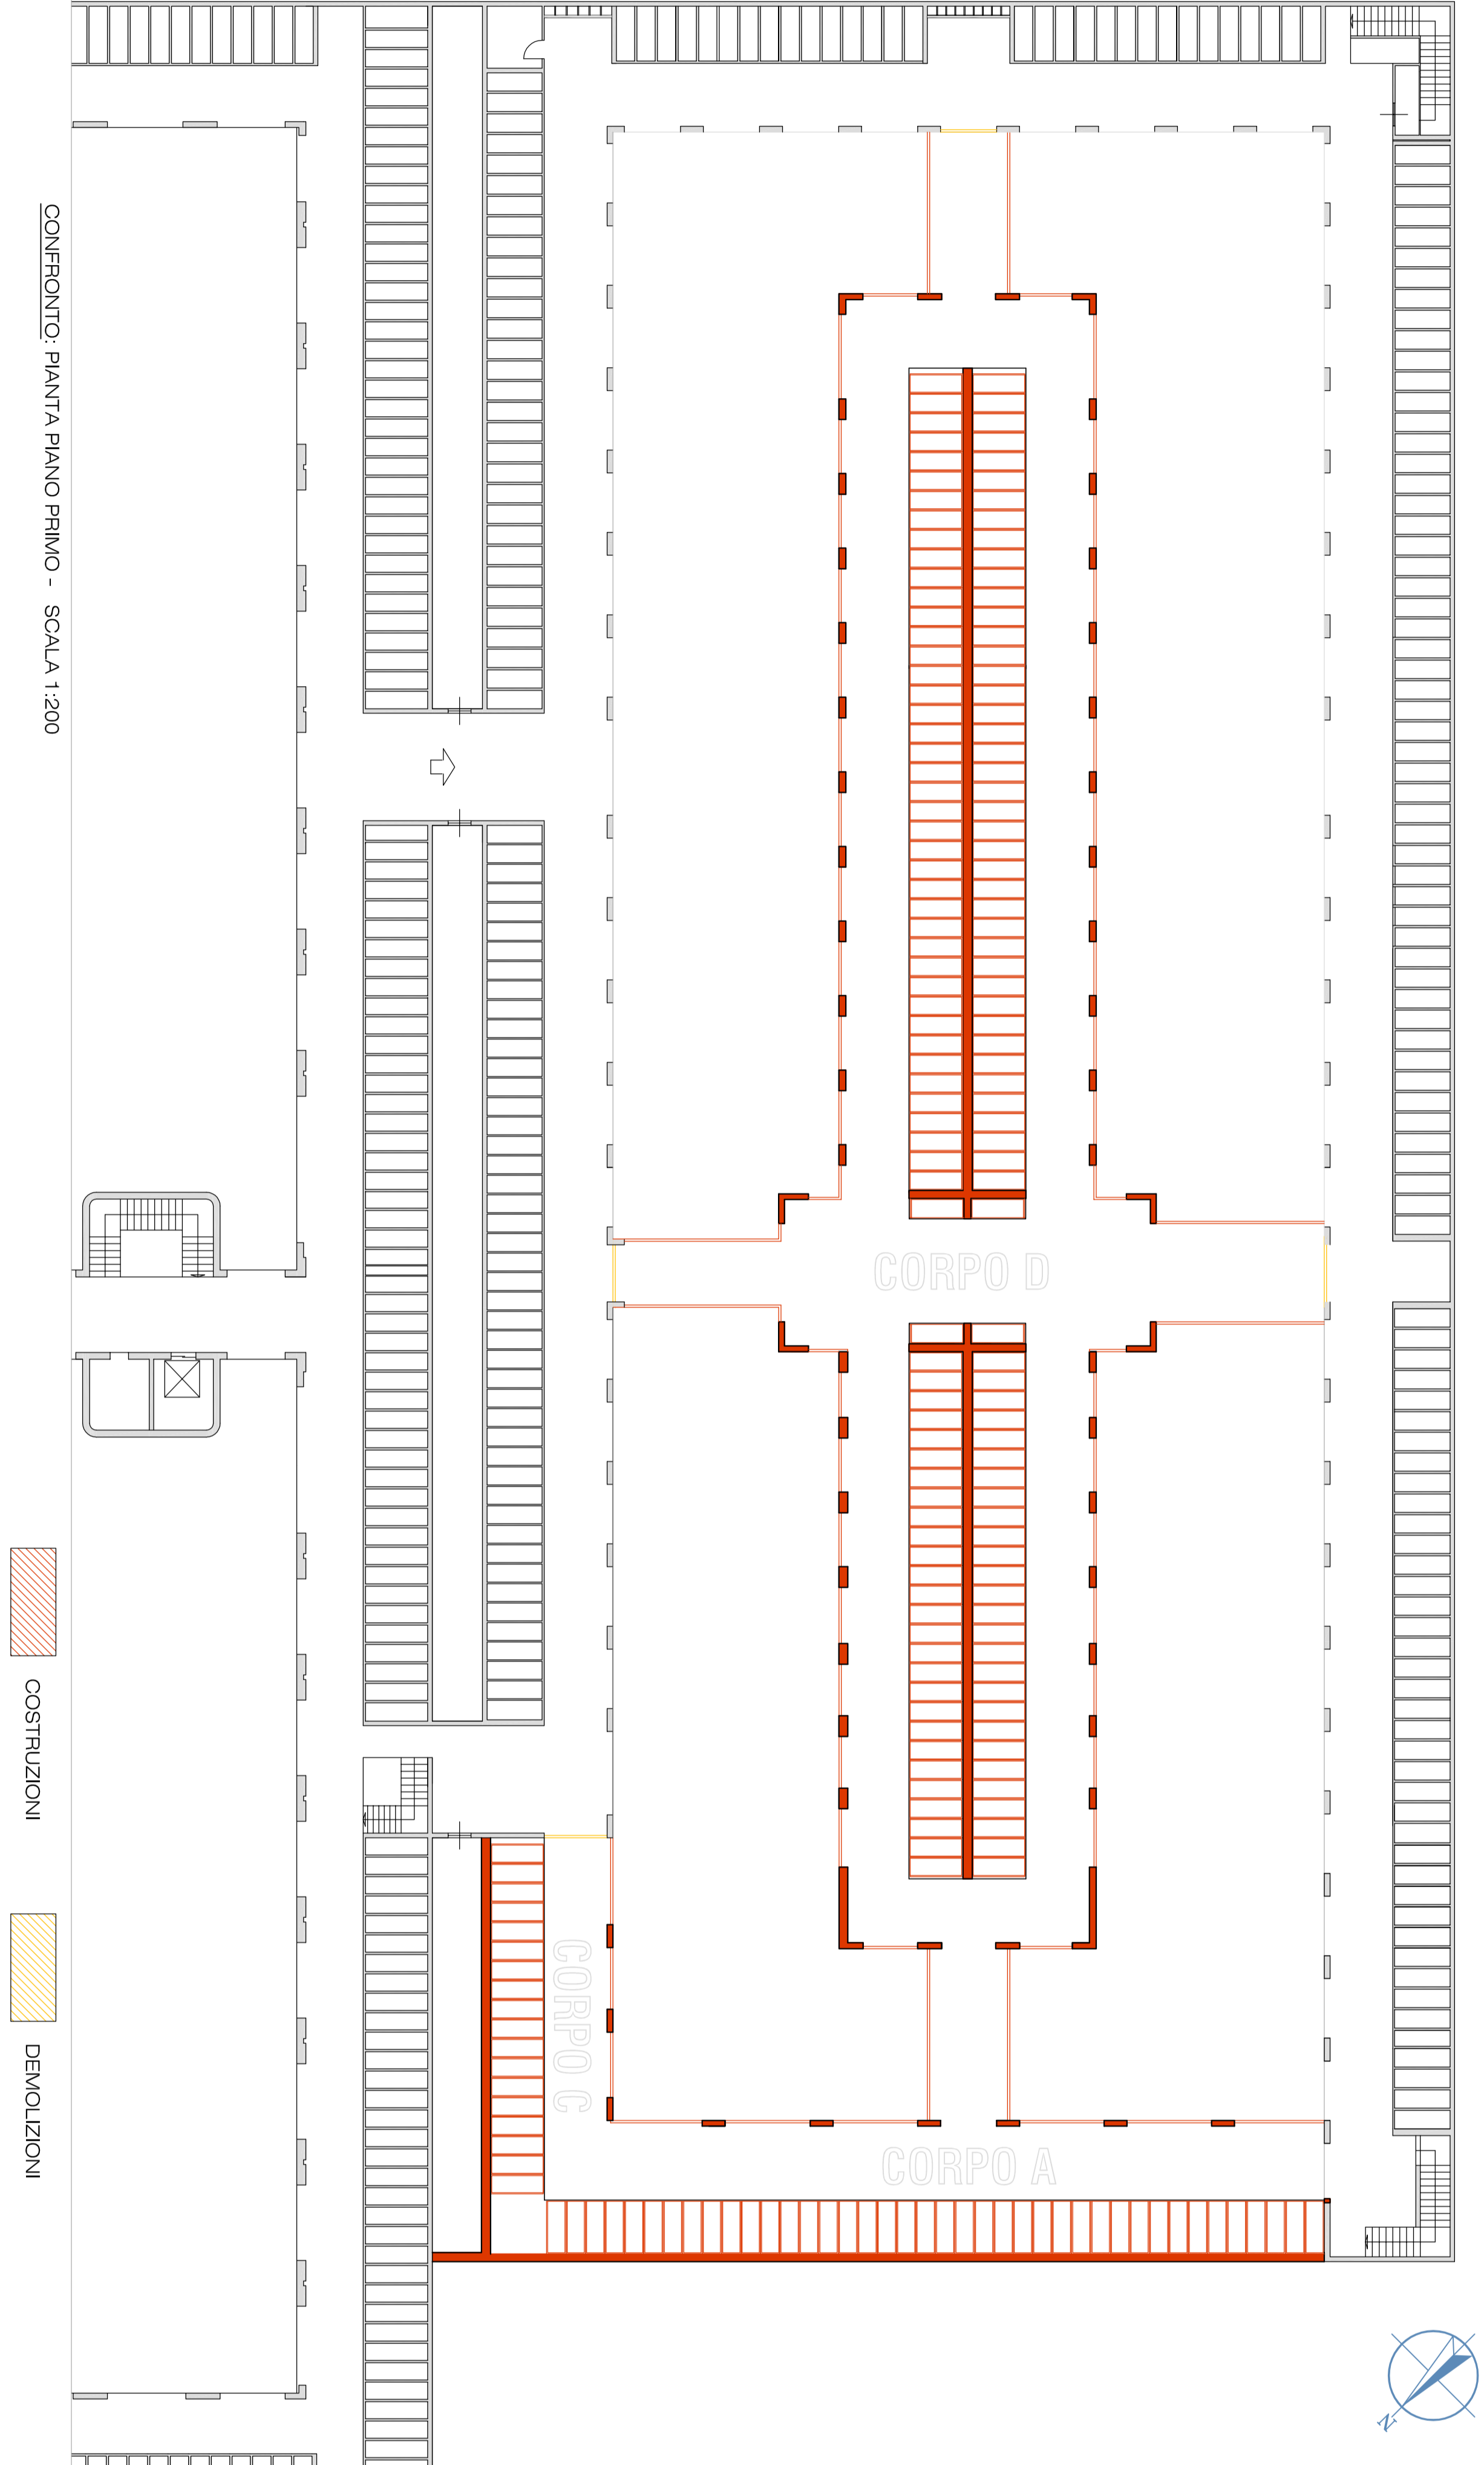 CONFRONTO: PIANTA PIANO PRIMO - SCALA 1:200
CORPO D
CORPO C
CORPO A
COSTRUZIONI
DEMOLIZIONI
N